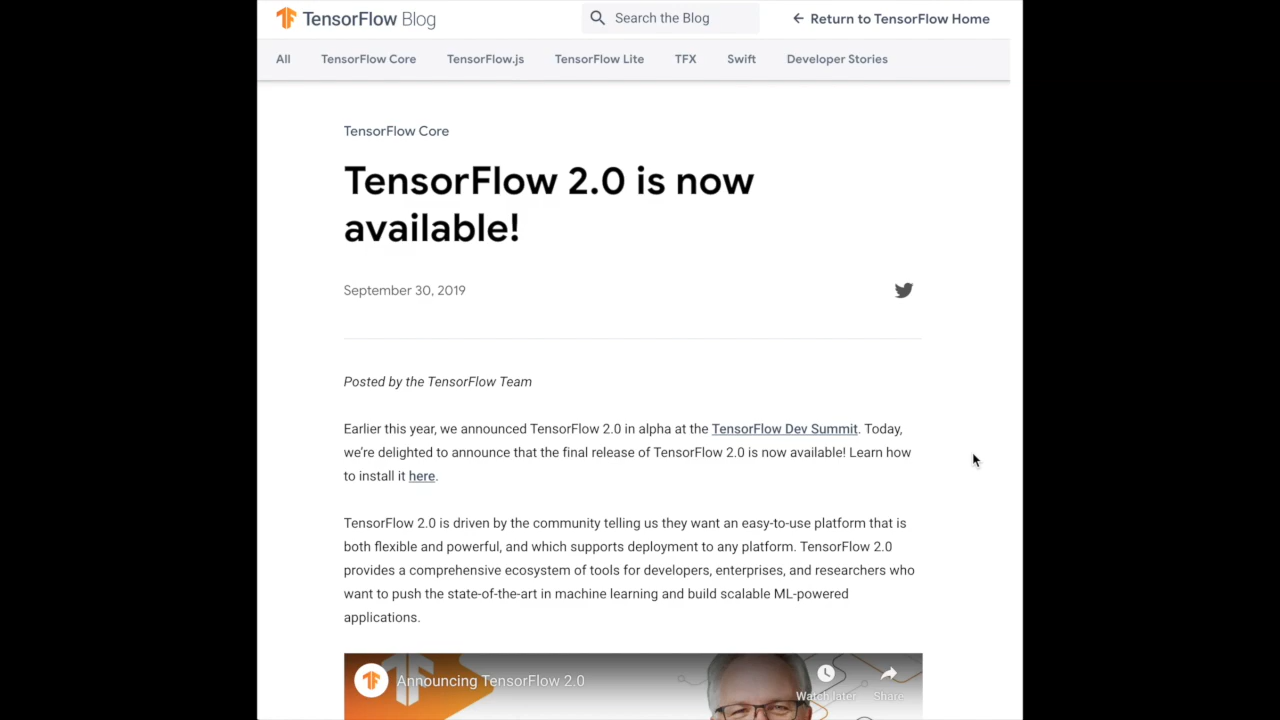 TensorFlow Blog
Search the Blog
Return to TensorFlow Home
All TensorFlow Core TensorFlow.js TensorFlow Lite TFX Swift Developer Stories
TensorFlow Core
TensorFlow 2.0 is now
available!
September 30, 2019
Posted by the TensorFlow Team
Earlier this year, we announced TensorFlow 2.0 in alpha at the TensorFlow Dev Summit. Today,
we're delighted to announce that the final release of TensorFlow 2.0 is now available! Learn how
to install it here.
TensorFlow 2.0 is driven by the community telling us they want an easy-to-use platform that is
both flexible and powerful, and which supports deployment to any platform. TensorFlow 2.0
provides a comprehensive ecosystem of tools for developers, enterprises, and researchers who
want to push the state-of-the-art in machine learning and build scalable ML-powered
applications.
Announcing TensorFlow 2.0
Watch later
Share